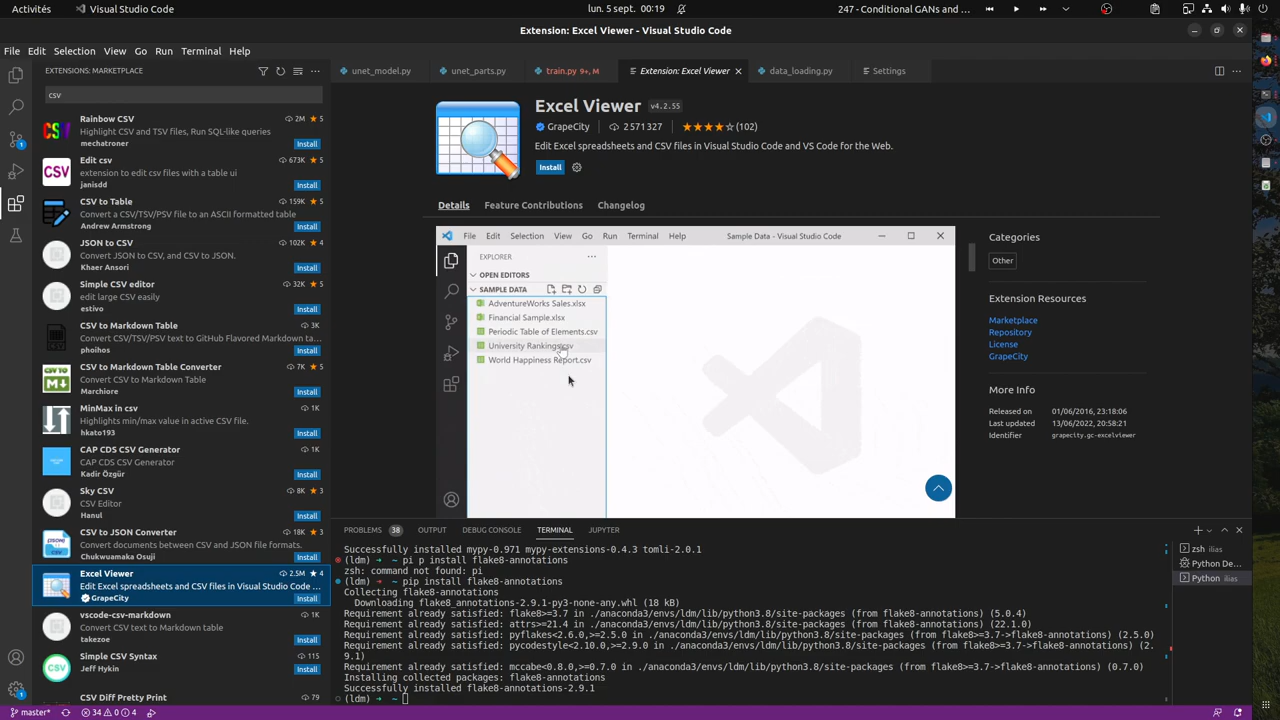 Activités
Visual Studio Code
lun. 5 sept. 00:19
247 - Conditional GANs and ...
Extension: Excel Viewer - Visual Studio Code
File Edit Selection View Go Run Terminal Help
EXTENSIONS: MARKETPLACE
csv
Rainbow CSV 2M 5
Highlight CSV and TSV files, Run SQL-like queries
mechatroner Install
Edit csv 673K 5
extension to edit csv files with a table ui
janisdd Install
CSV to Table 159K 5
Convert a CSV/TSV/PSV file to an ASCII formatted table
Andrew Armstrong Install
JSON to CSV 102K 4
Convert JSON to CSV, and CSV to JSON.
Khaer Ansori Install
Simple CSV editor 32K 5
edit large CSV easily
estebio Install
CSV to Markdown Table 3K
Convert CSV/TSV/PSV text to GitHub Flavored Markdown ta...
phoihos Install
CSV to Markdown Table Converter 7K 5
Convert CSV to Markdown Table
Marchiore Install
MinMax in csv 1K
Highlights min/max value in active CSV file.
hkato193 Install
CAP CDS CSV Generator 1K
CAP CDS CSV Generator
Kadir Özgür Install
Sky CSV 8K 3
CSV Editor
Hanul Install
CSV to JSON Converter 18K 3
Convert documents between CSV and JSON file formats.
Chukwuamaka Osuji Install
Excel Viewer 2.5M 4
Edit Excel spreadsheets and CSV files in Visual Studio Code ...
GrapeCity Install
vscode-csv-markdown 1K
Convert CSV text to Markdown table
takezoe Install
Simple CSV Syntax 115
Jeff Hykin Install
CSV Diff Pretty Print 79
unet_model.py
unet_parts.py
train.py 9+, M
Extension: Excel Viewer
data_loading.py
Settings
Excel Viewer v4.2.55
GrapeCity 2 571 327 (102)
Edit Excel spreadsheets and CSV files in Visual Studio Code and VS Code for the Web.
Install
Details Feature Contributions Changelog
File Edit Selection View Go Run Terminal Help Sample Data - Visual Studio Code
EXPLORER
OPEN EDITORS
SAMPLE DATA
AdventureWorks Sales.xlsx
Financial Sample.xlsx
Periodic Table of Elements.csv
University Rankings.csv
World Happiness Report.csv
Categories
Other
Marketplace
Repository
License
GrapeCity
More Info
Released on 01/06/2016, 23:18:06
Last updated 13/06/2022, 20:58:21
Identifier grapecity.gc-excelviewer
PROBLEMS 38 OUTPUT DEBUG CONSOLE TERMINAL JUPYTER
Successfully installed mypy-0.971 mypy-extensions-0.4.3 tomli-2.0.1
(ldm) ➜ ~ pi p install flake8-annotations
zsh: command not found: pi
(ldm) ➜ ~ pip install flake8-annotations
Collecting flake8-annotations
Downloading flake8_annotations-2.9.1-py3-none-any.whl (18 kB)
Requirement already satisfied: flake8>=3.7 in ./anaconda3/envs/ldm/lib/python3.8/site-packages (from flake8-annotations) (5.0.4)
Requirement already satisfied: attrs>=21.4 in ./anaconda3/envs/ldm/lib/python3.8/site-packages (from flake8-annotations) (22.1.0)
Requirement already satisfied: pyflakes<2.6.0,>=2.5.0 in ./anaconda3/envs/ldm/lib/python3.8/site-packages (from flake8>=3.7->flake8-annotations) (2.5.0)
Requirement already satisfied: pycodestyle<2.10.0,>=2.9.0 in ./anaconda3/envs/ldm/lib/python3.8/site-packages (from flake8>=3.7->flake8-annotations) (2.
9.1)
Requirement already satisfied: mccabe<0.8.0,>=0.7.0 in ./anaconda3/envs/ldm/lib/python3.8/site-packages (from flake8>=3.7->flake8-annotations) (0.7.0)
Installing collected packages: flake8-annotations
Successfully installed flake8-annotations-2.9.1
(ldm) ➜ ~
zsh ilias
Python De...
Python ilias
master* 34 0 4